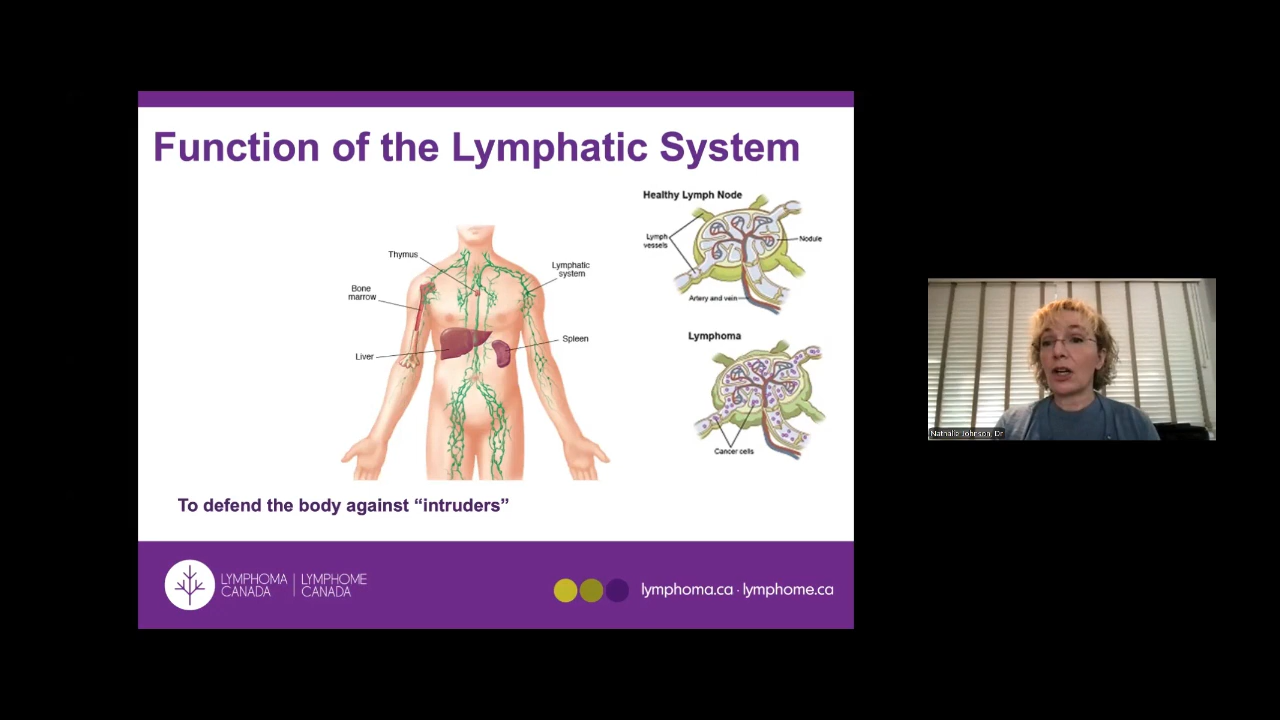 Function of the Lymphatic System
Thymus
Bone
marrow
Liver
Lymphatic
system
Spleen
Healthy Lymph Node
Lymph
vessels
Nodule
Artery and vein
Lymphoma
Cancer cells
To defend the body against “intruders”
LYMPHOMA | LYMPHOME
CANADA | CANADA
lymphoma.ca · lymphome.ca
Nathalie Johnson, Dr